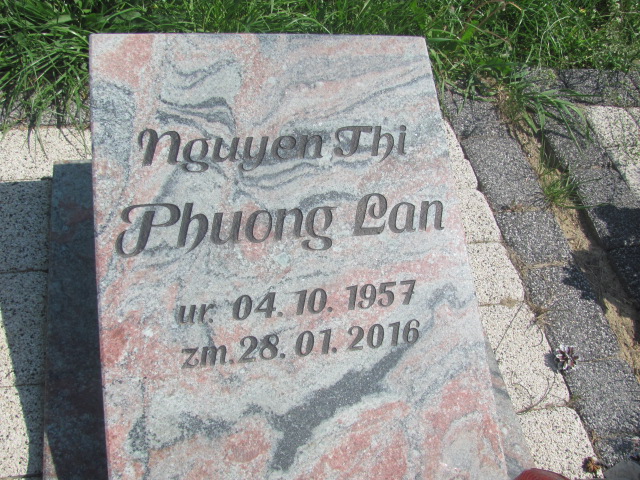 Nguyen Thi
Phuong Lan
ur. 04. 10. 1957
zm. 28. 01. 2016